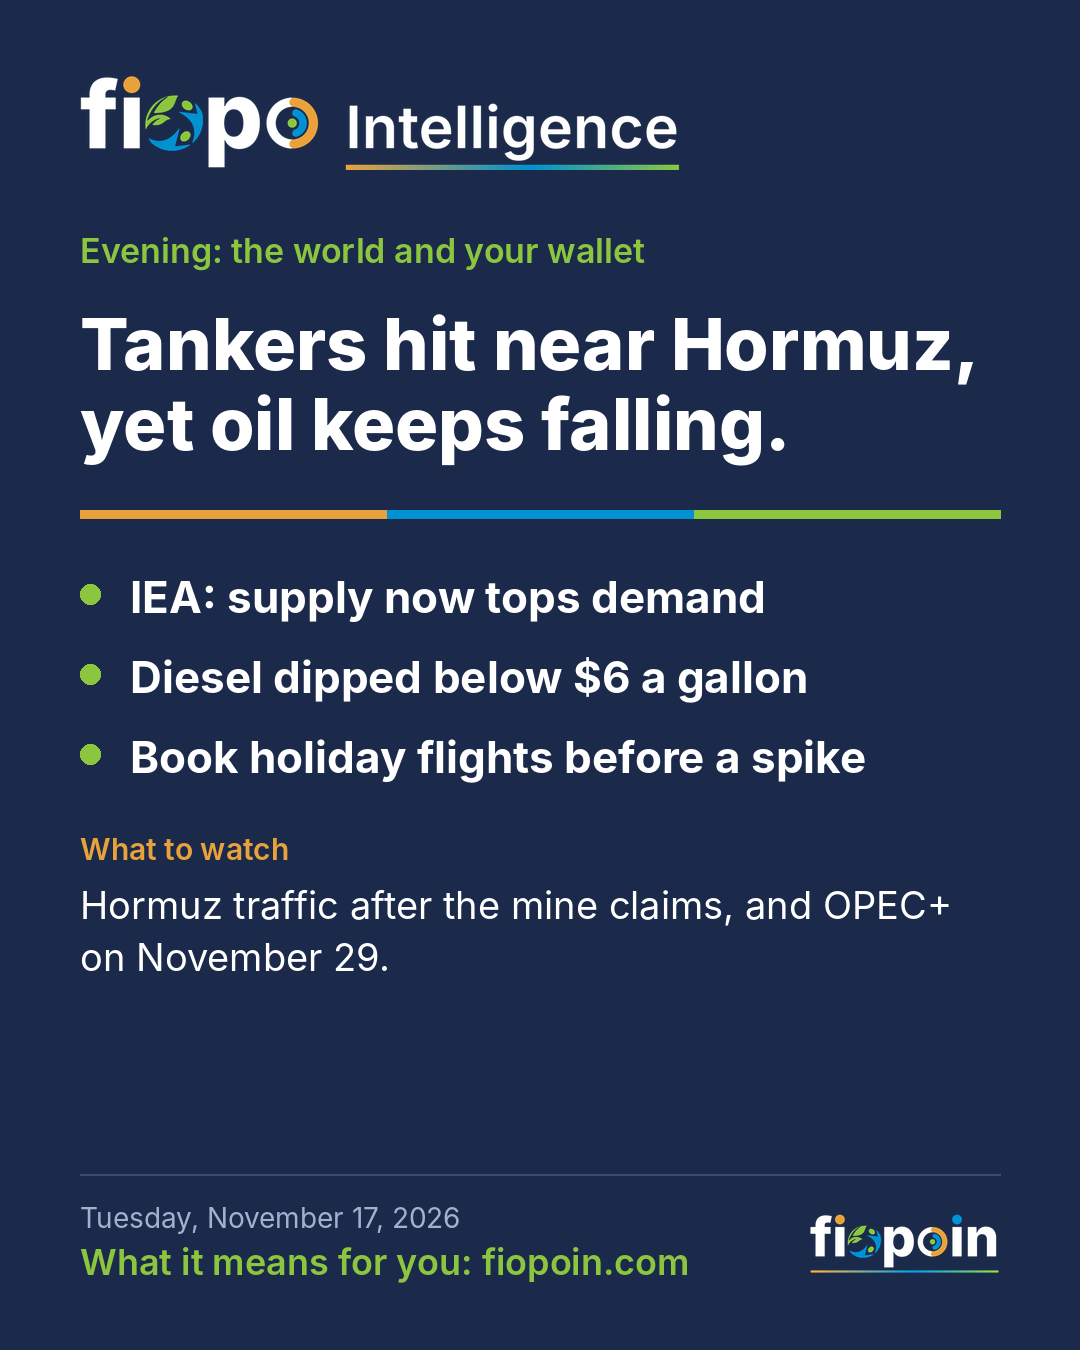 fiopo Intelligence
Evening: the world and your wallet
Tankers hit near Hormuz,
yet oil keeps falling.
IEA: supply now tops demand
Diesel dipped below $6 a gallon
Book holiday flights before a spike
What to watch
Hormuz traffic after the mine claims, and OPEC+
on November 29.
Tuesday, November 17, 2026
What it means for you: fiopoin.com
fiopoin